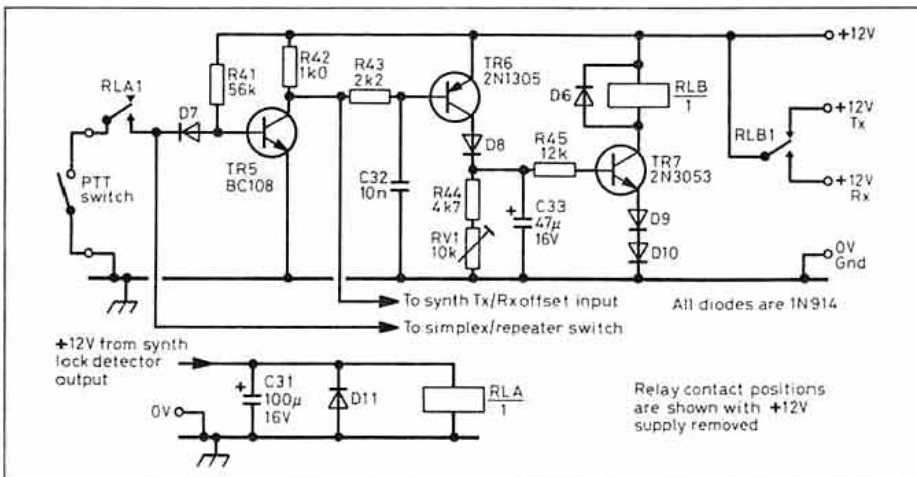 +12V
R42
1k0
R41
56k
R43
2k2
TR6
2N1305
RLA1
D7
TR5
BC108
D6
RLB
1
+12V
Tx
RLB1
D8
R45
12k
TR7
2N3053
+12V
Rx
PTT
switch
C32
10n
R44
4k7
RV1
10k
+
C33
47µ
16V
D9
D10
0V
Gnd
To synth Tx/Rx offset input
All diodes are 1N914
To simplex/repeater switch
+12V from synth
lock detector
output
+
C31
100µ
16V
D11
RLA
1
0V
Relay contact positions
are shown with +12V
supply removed